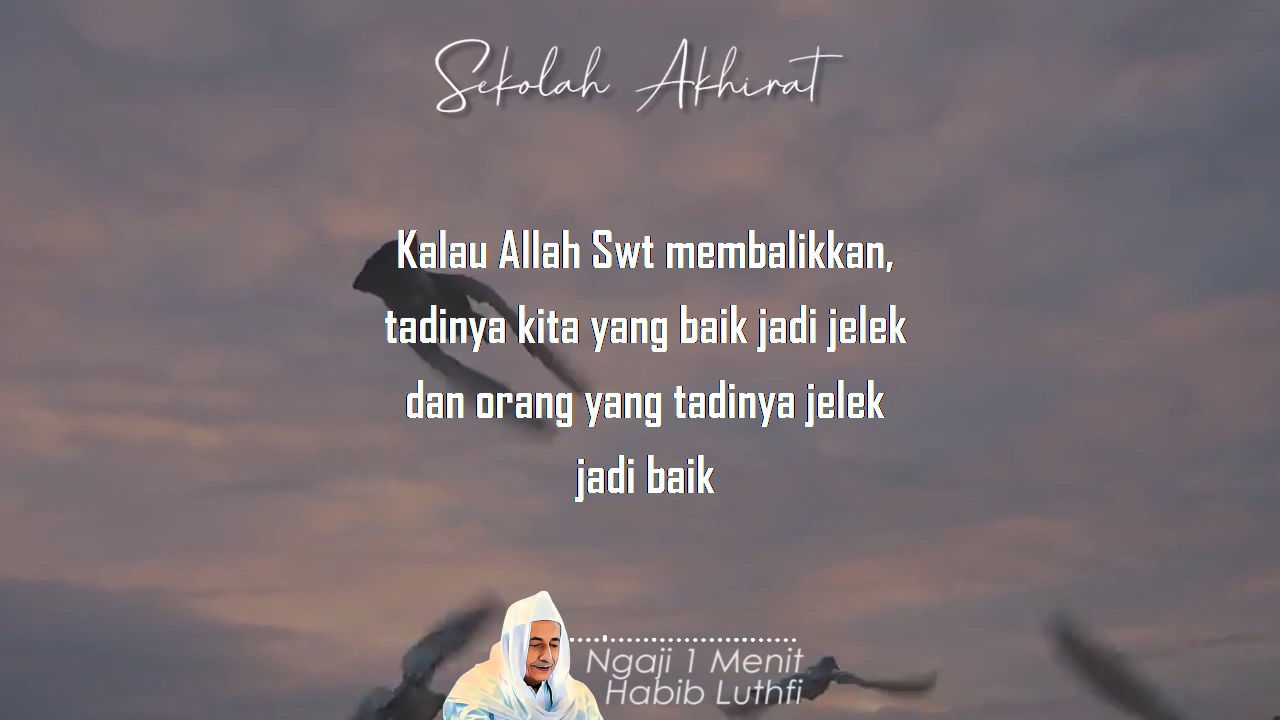 Sekolah Akhirat
Kalau Allah Swt membalikkan,
tadinya kita yang baik jadi jelek
dan orang yang tadinya jelek
jadi baik
Ngaji 1 Menit
Habib Luthfi